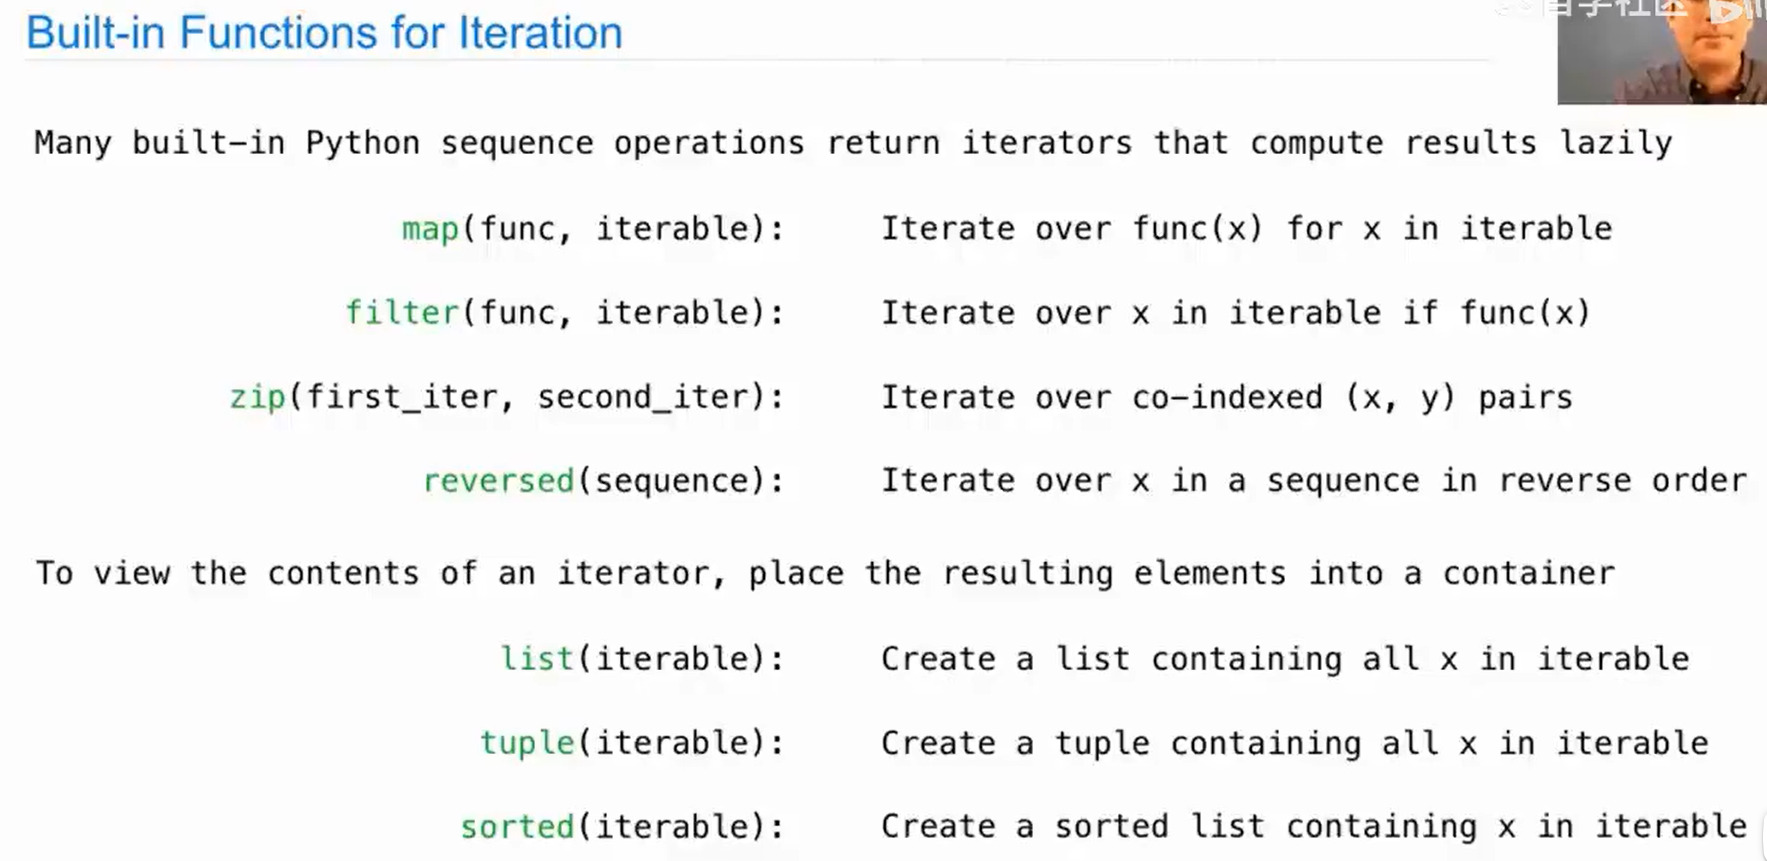 自学社区
Built-in Functions for Iteration
Many built-in Python sequence operations return iterators that compute results lazily
map(func, iterable): Iterate over func(x) for x in iterable
filter(func, iterable): Iterate over x in iterable if func(x)
zip(first_iter, second_iter): Iterate over co-indexed (x, y) pairs
reversed(sequence): Iterate over x in a sequence in reverse order
To view the contents of an iterator, place the resulting elements into a container
list(iterable): Create a list containing all x in iterable
tuple(iterable): Create a tuple containing all x in iterable
sorted(iterable): Create a sorted list containing x in iterable